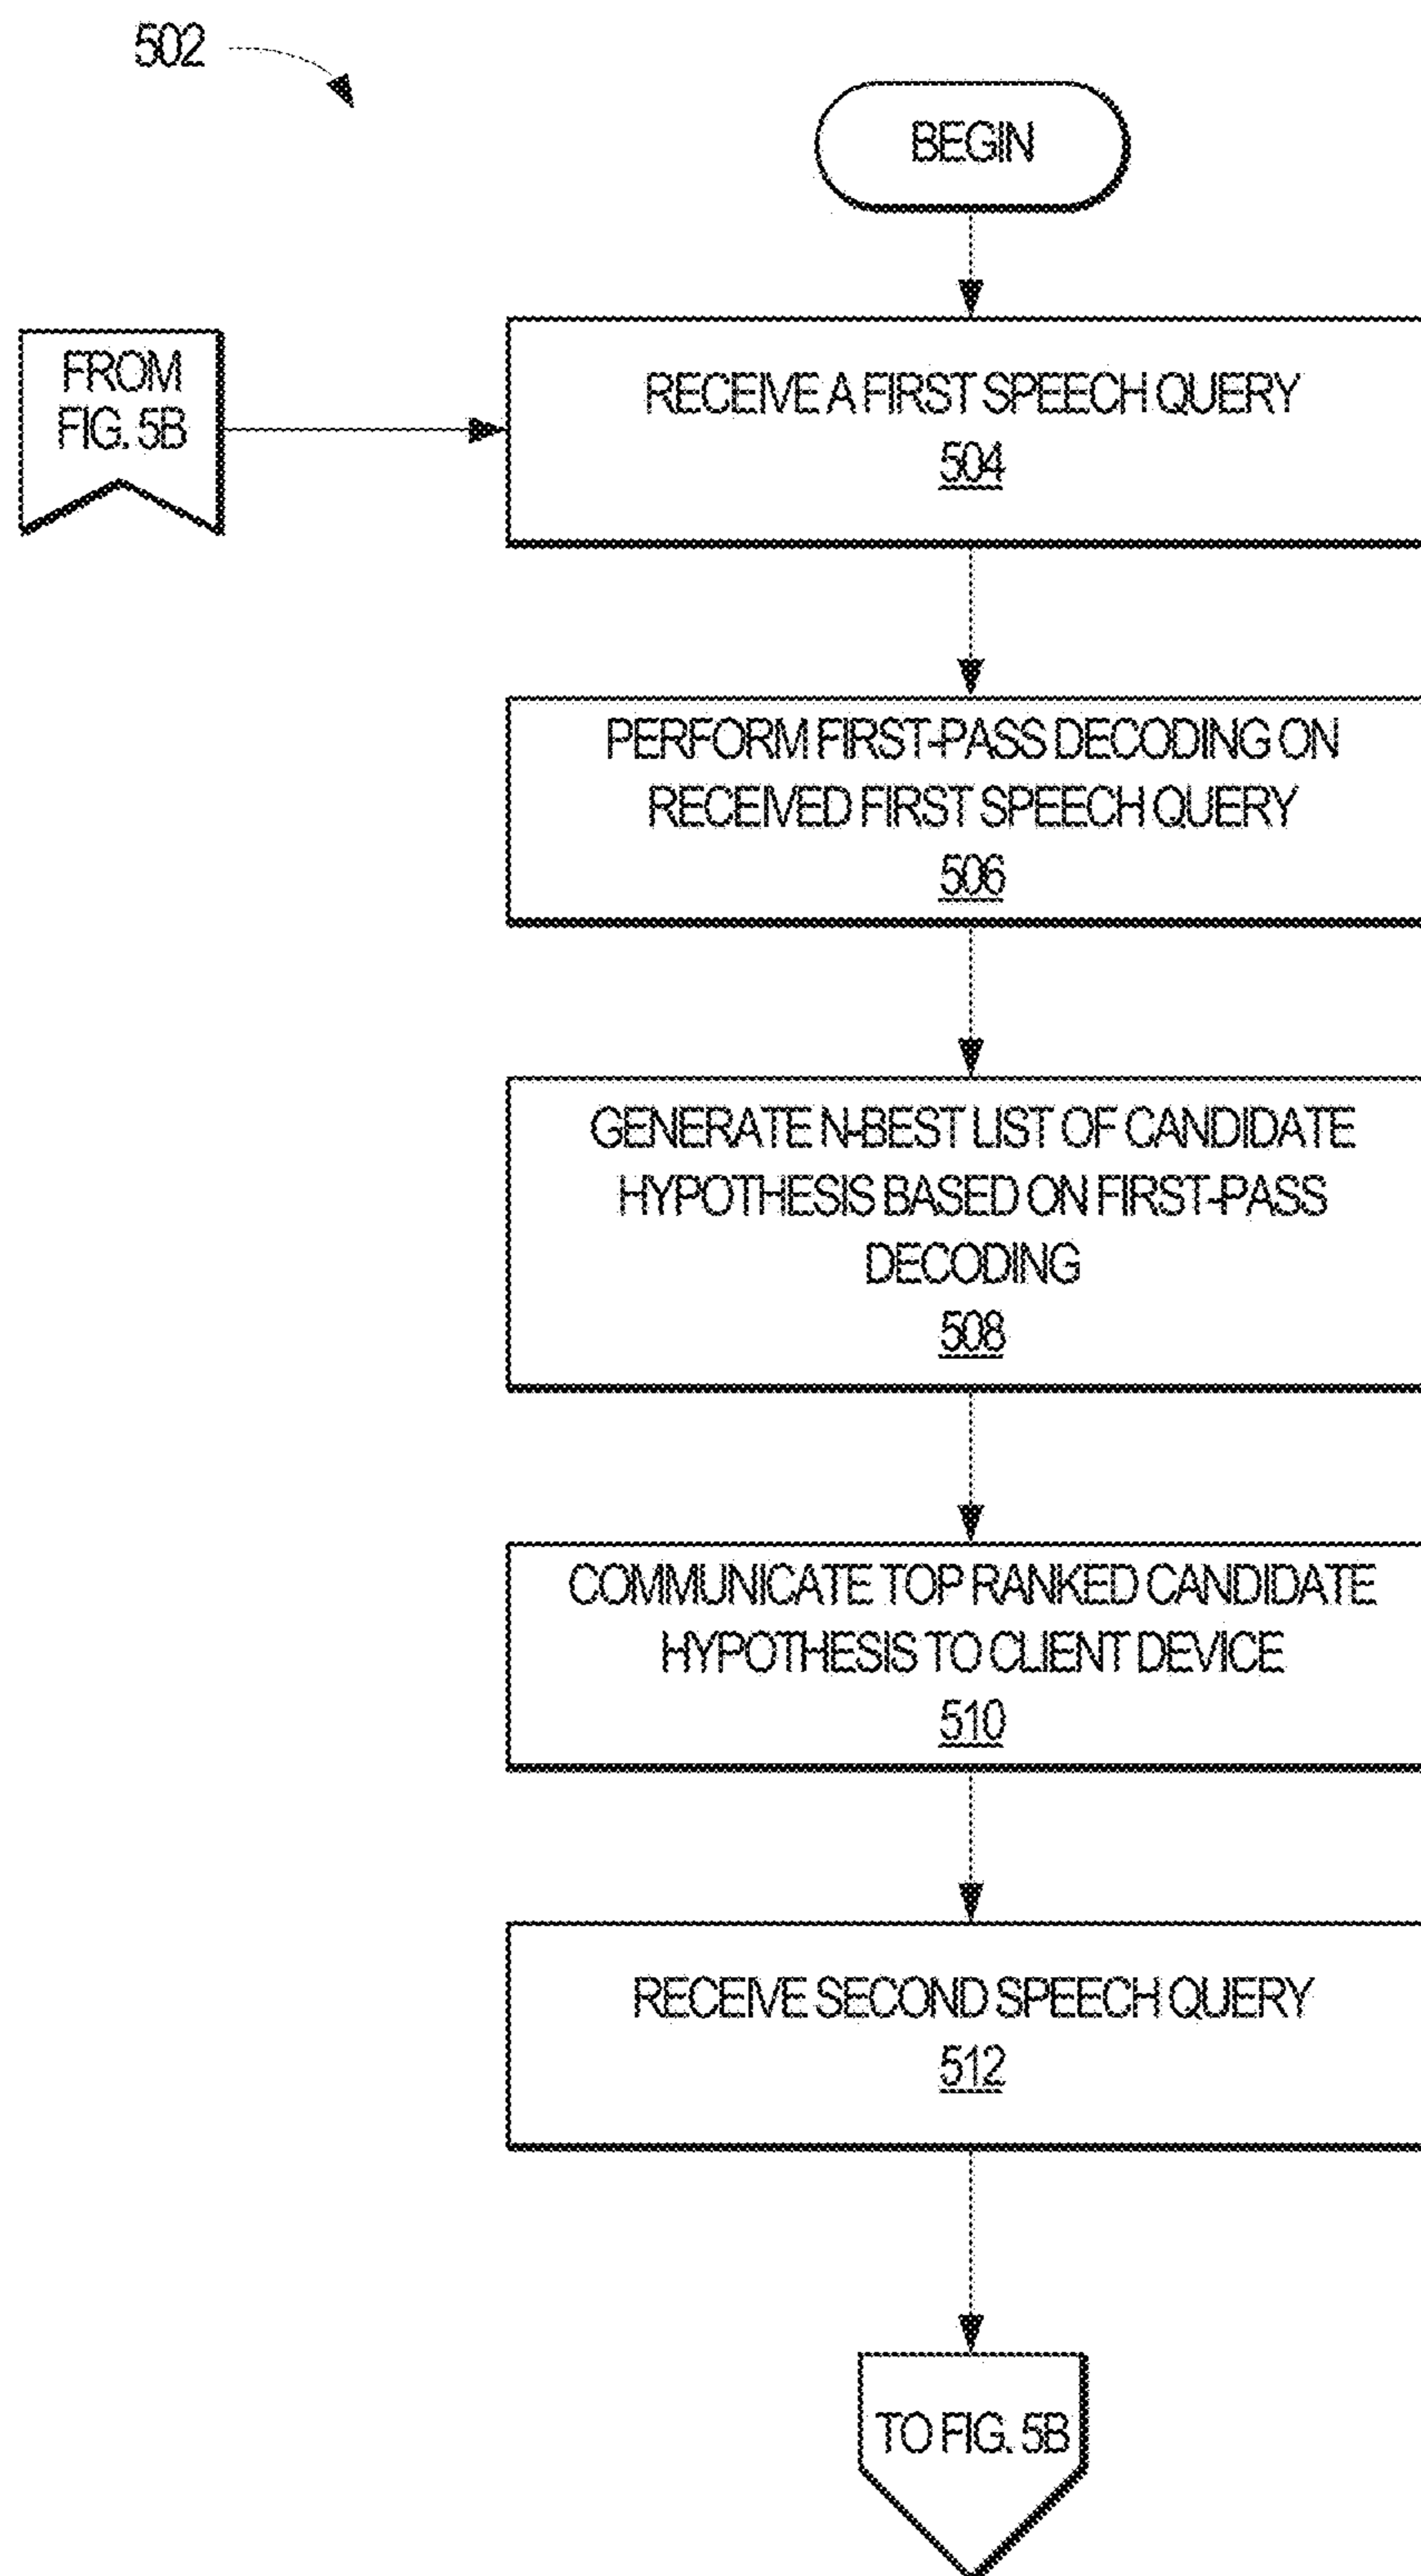 502
BEGIN
FROM
FIG. 5B
RECEIVE A FIRST SPEECH QUERY
504
PERFORM FIRST-PASS DECODING ON
RECEIVED FIRST SPEECH QUERY
506
GENERATE N-BEST LIST OF CANDIDATE
HYPOTHESIS BASED ON FIRST-PASS
DECODING
508
COMMUNICATE TOP RANKED CANDIDATE
HYPOTHESIS TO CLIENT DEVICE
510
RECEIVE SECOND SPEECH QUERY
512
TO FIG. 5B